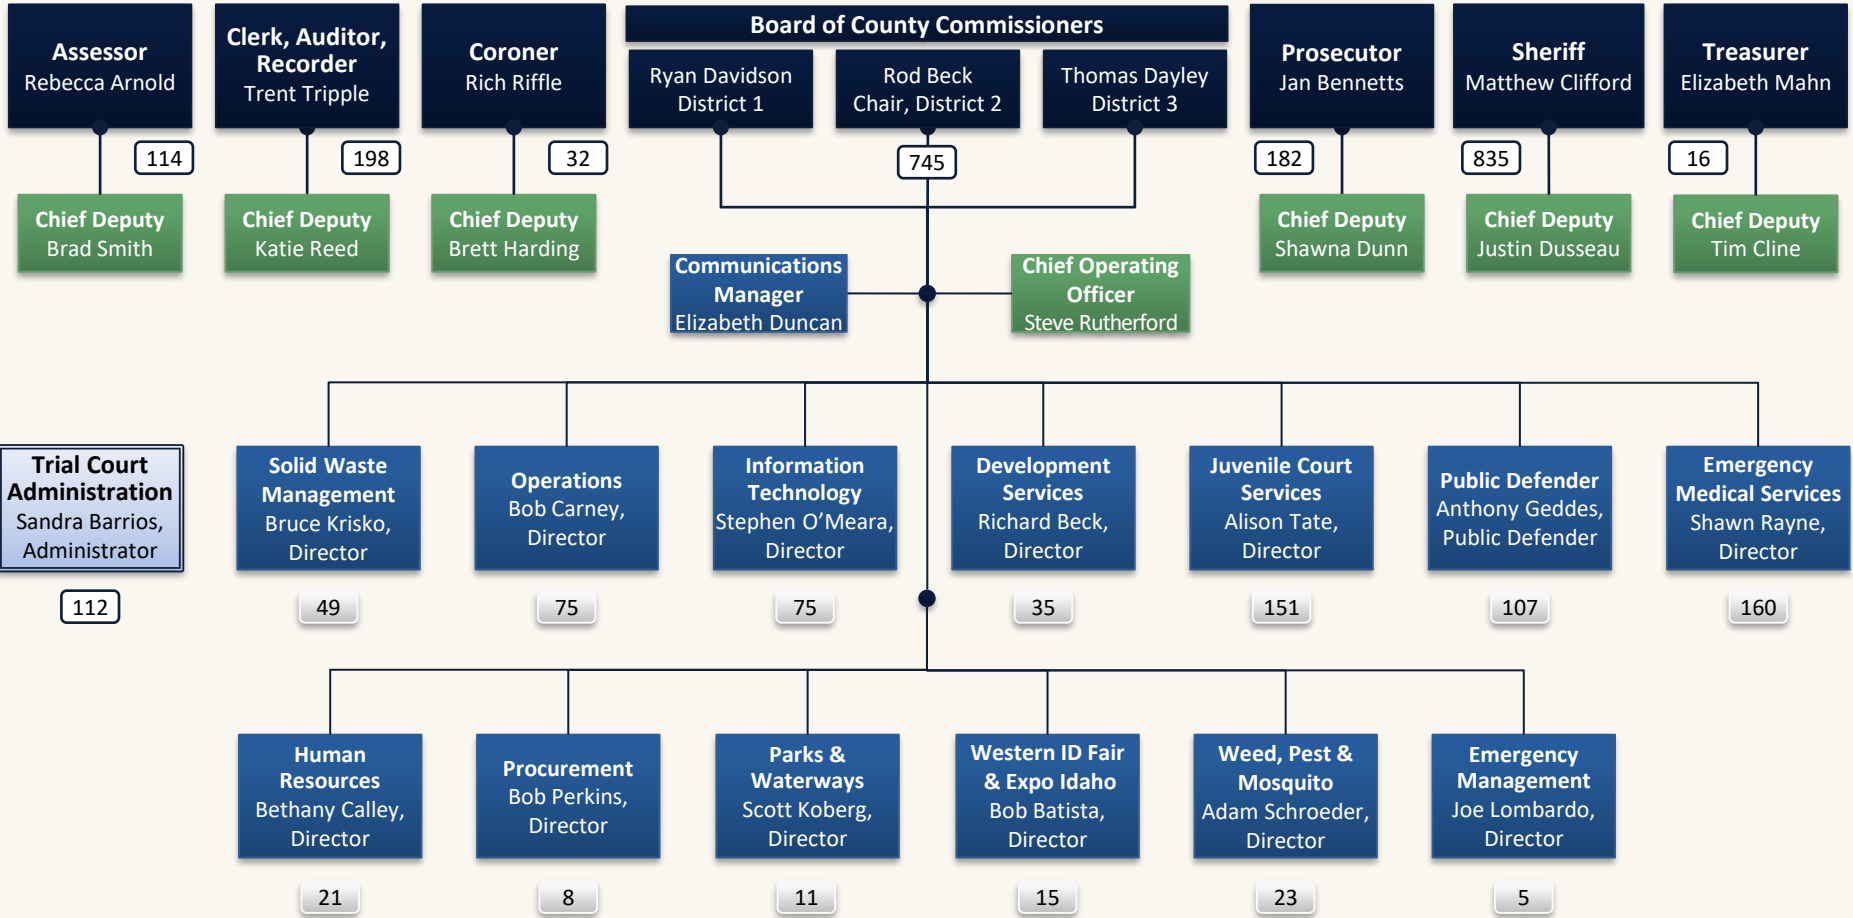 Assessor
Rebecca Arnold
114
Chief Deputy
Brad Smith
Clerk, Auditor,
Recorder
Trent Tripple
198
Chief Deputy
Katie Reed
Coroner
Rich Riffle
32
Chief Deputy
Brett Harding
Board of County Commissioners
Ryan Davidson
District 1
Rod Beck
Chair, District 2
Thomas Dayley
District 3
745
Prosecutor
Jan Bennetts
182
Chief Deputy
Shawna Dunn
Sheriff
Matthew Clifford
835
Chief Deputy
Justin Dusseau
Treasurer
Elizabeth Mahn
16
Chief Deputy
Tim Cline
Communications
Manager
Elizabeth Duncan
Chief Operating
Officer
Steve Rutherford
Trial Court
Administration
Sandra Barrios,
Administrator
112
Solid Waste
Management
Bruce Krisko,
Director
49
Operations
Bob Carney,
Director
75
Information
Technology
Stephen O’Meara,
Director
75
Development
Services
Richard Beck,
Director
35
Juvenile Court
Services
Alison Tate,
Director
151
Public Defender
Anthony Geddes,
Public Defender
107
Emergency
Medical Services
Shawn Rayne,
Director
160
Human
Resources
Bethany Calley,
Director
21
Procurement
Bob Perkins,
Director
8
Parks &
Waterways
Scott Koberg,
Director
11
Western ID Fair
& Expo Idaho
Bob Batista,
Director
15
Weed, Pest &
Mosquito
Adam Schroeder,
Director
23
Emergency
Management
Joe Lombardo,
Director
5